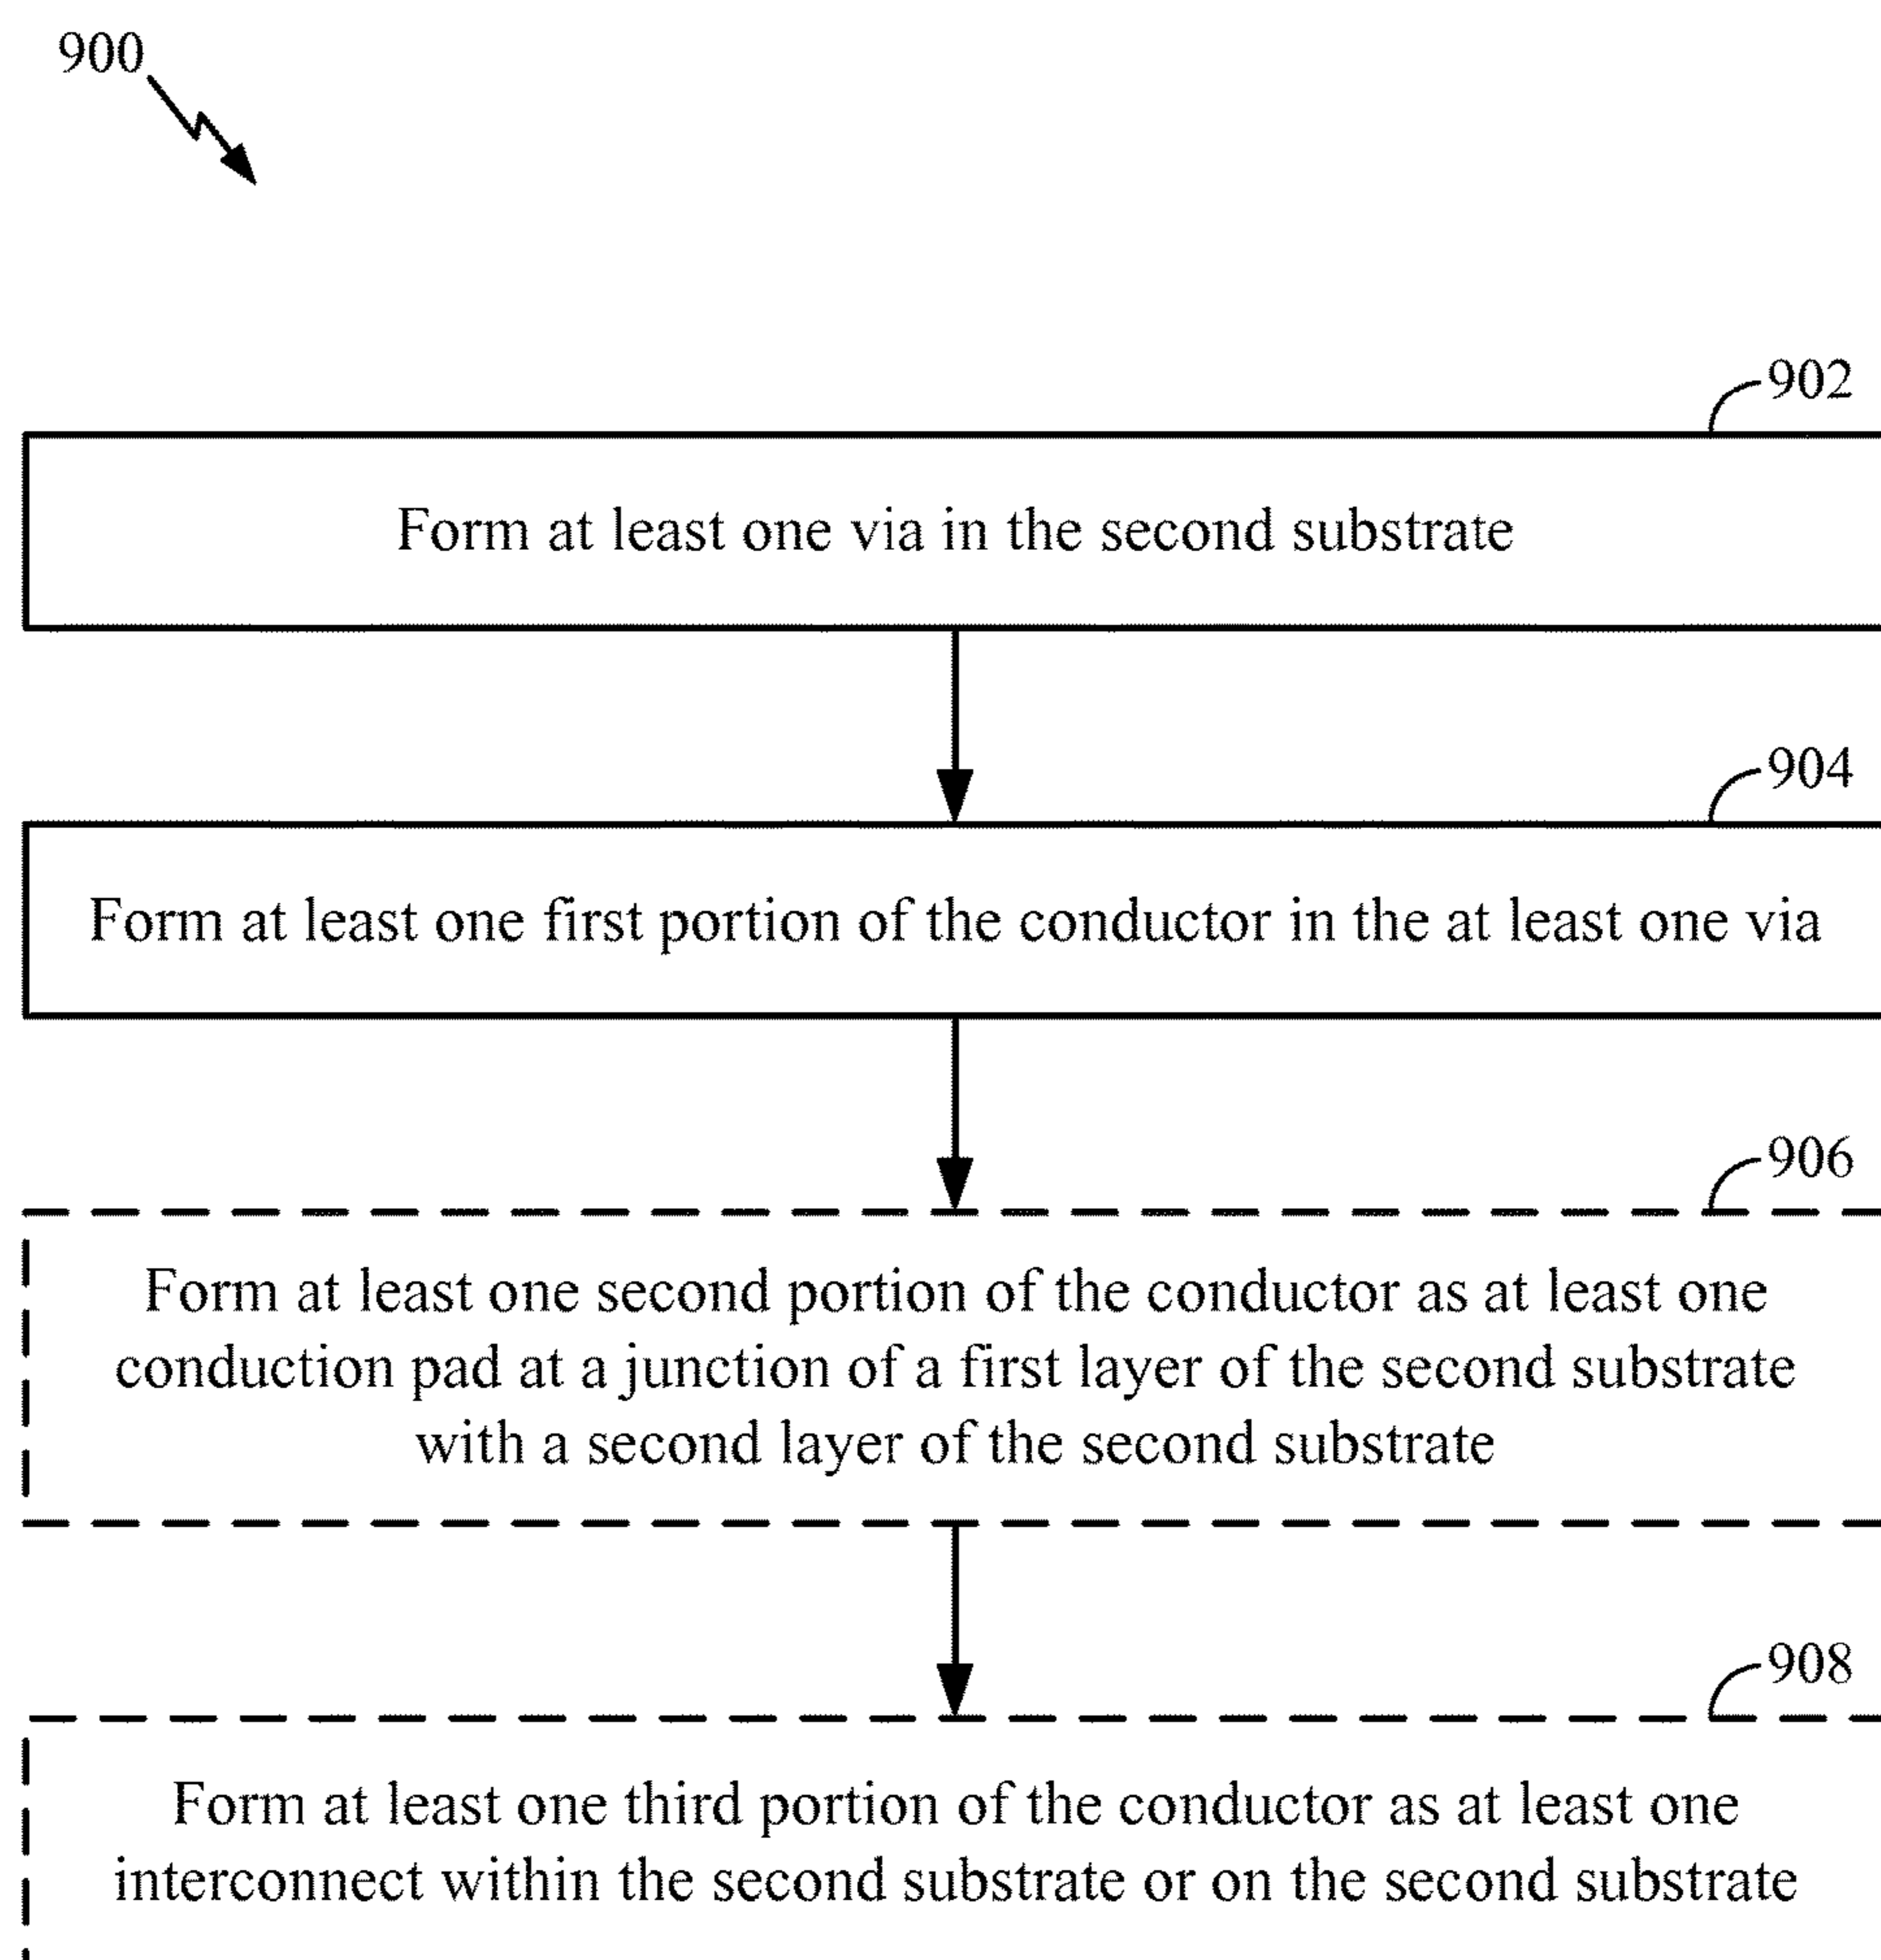 900
902
Form at least one via in the second substrate
904
Form at least one first portion of the conductor in the at least one via
906
Form at least one second portion of the conductor as at least one
conduction pad at a junction of a first layer of the second substrate
with a second layer of the second substrate
908
Form at least one third portion of the conductor as at least one
interconnect within the second substrate or on the second substrate